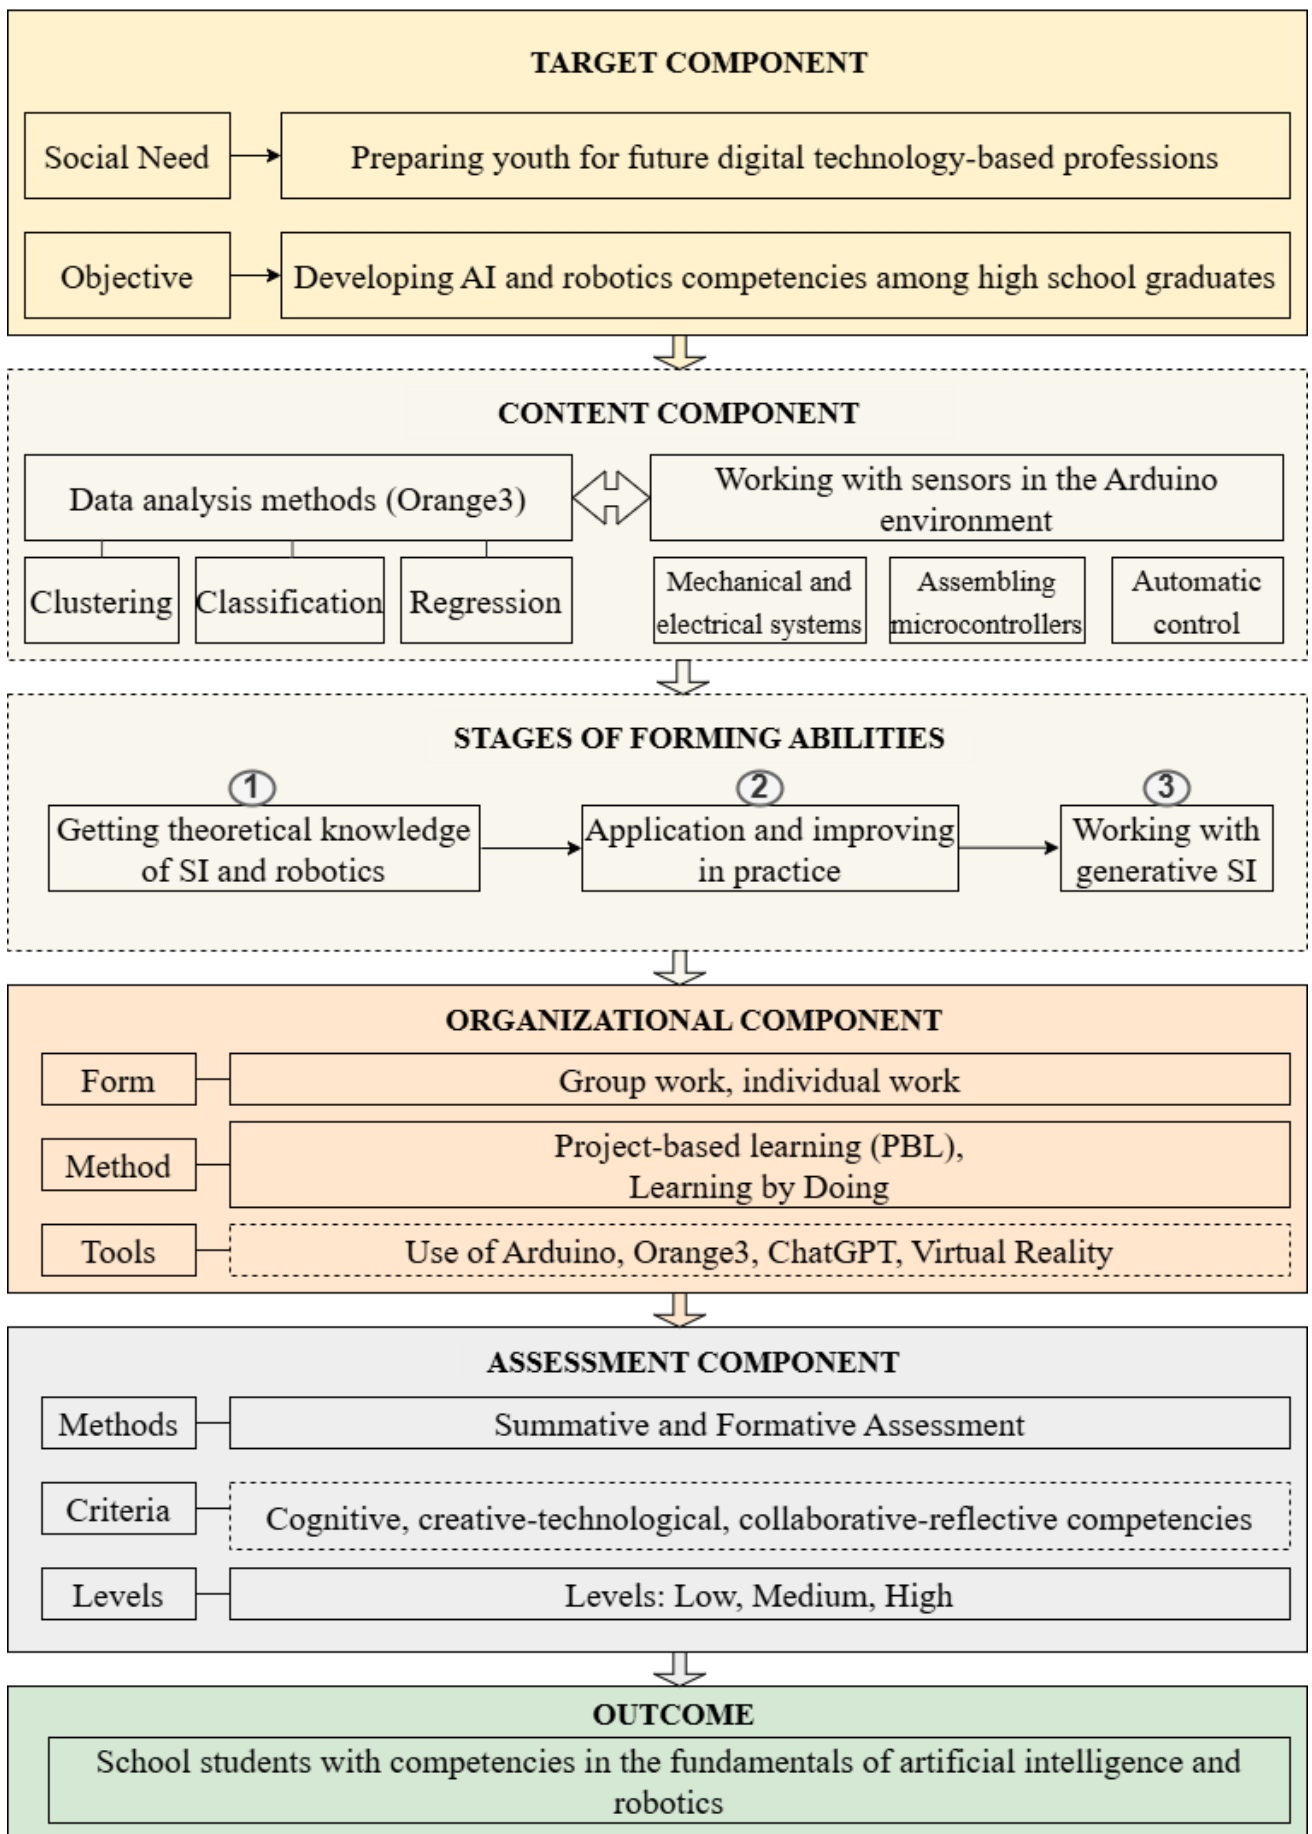 TARGET COMPONENT
Social Need
Preparing youth for future digital technology-based professions
Objective
Developing AI and robotics competencies among high school graduates
CONTENT COMPONENT
Data analysis methods (Orange3)
Working with sensors in the Arduino
environment
Clustering
Classification
Regression
Mechanical and
electrical systems
Assembling
microcontrollers
Automatic
control
STAGES OF FORMING ABILITIES
1
Getting theoretical knowledge
of SI and robotics
2
Application and improving
in practice
3
Working with
generative SI
ORGANIZATIONAL COMPONENT
Form
Group work, individual work
Method
Project-based learning (PBL),
Learning by Doing
Tools
Use of Arduino, Orange3, ChatGPT, Virtual Reality
ASSESSMENT COMPONENT
Methods
Summative and Formative Assessment
Criteria
Cognitive, creative-technological, collaborative-reflective competencies
Levels
Levels: Low, Medium, High
OUTCOME
School students with competencies in the fundamentals of artificial intelligence and
robotics